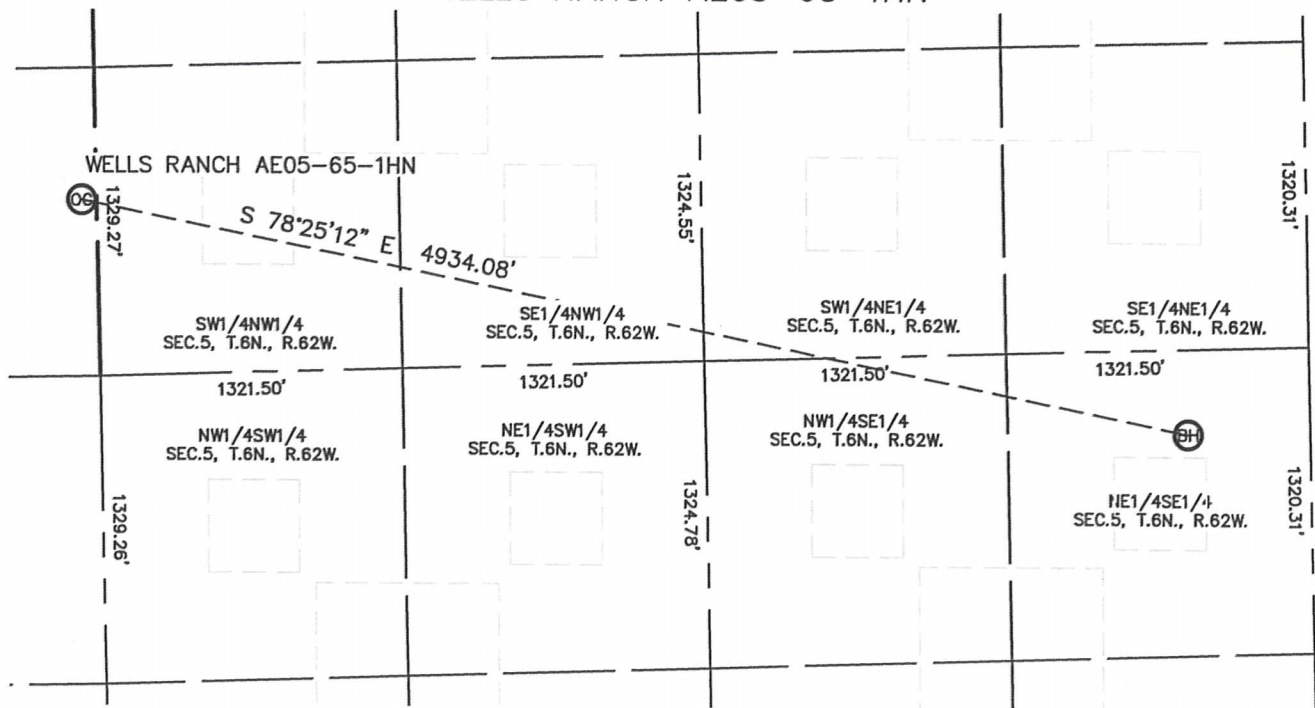 WELLS RANCH AE05-65-1HN
OG
1329.27'
S 78°25'12" E 4934.08'
1324.55'
1320.31'
SW1/4NW1/4
SEC.5, T.6N., R.62W.
SE1/4NW1/4
SEC.5, T.6N., R.62W.
SW1/4NE1/4
SEC.5, T.6N., R.62W.
SE1/4NE1/4
SEC.5, T.6N., R.62W.
1321.50'
1321.50'
1321.50'
1321.50'
NW1/4SW1/4
SEC.5, T.6N., R.62W.
NE1/4SW1/4
SEC.5, T.6N., R.62W.
NW1/4SE1/4
SEC.5, T.6N., R.62W.
BH
NE1/4SE1/4
SEC.5, T.6N., R.62W.
1329.26'
1324.78'
1320.31'